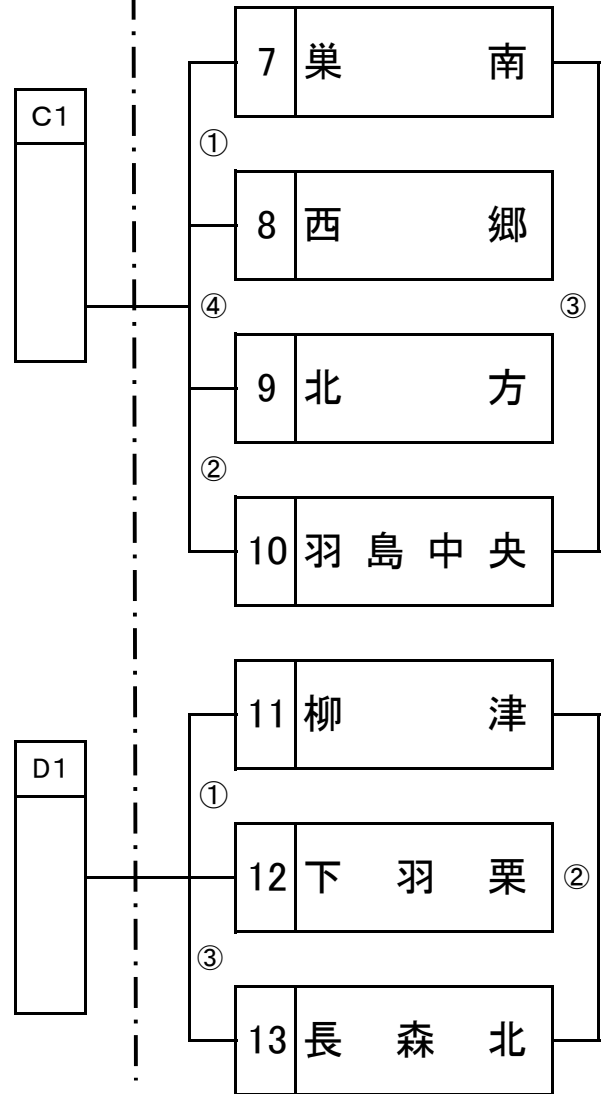 7 巣南
C1
①
8 西郷
④ ③
9 北方
②
10 羽島中央
11 柳津
D1
①
12 下羽栗 ②
③
13 長森北